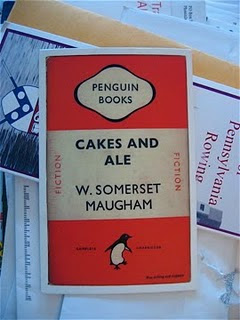 PENGUIN
BOOKS
CAKES AND
ALE
FICTION
FICTION
W. SOMERSET
MAUGHAM
Pennsylvania
Rowing